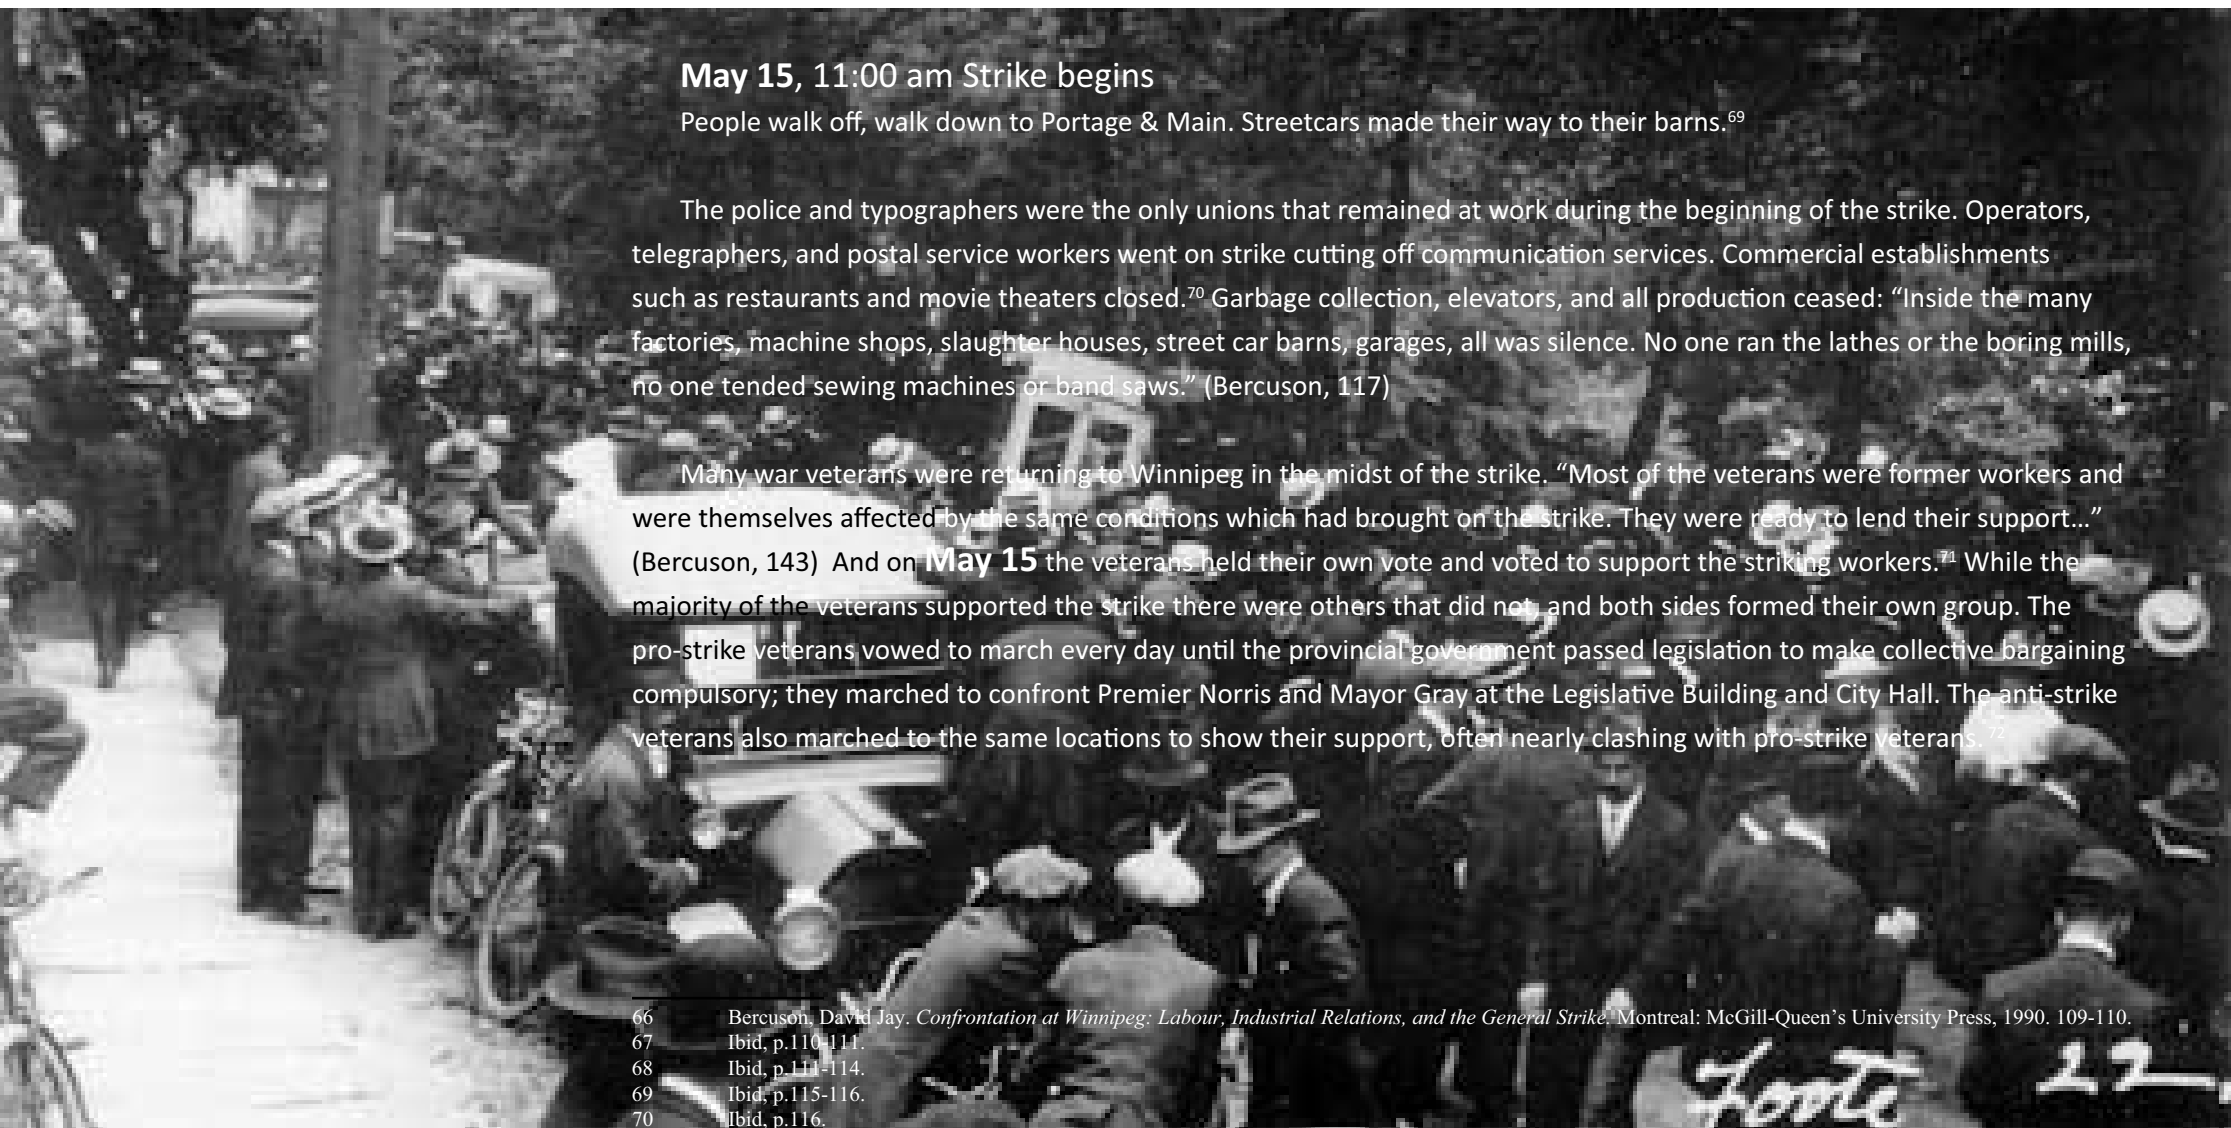 May 15, 11:00 am Strike begins
People walk off, walk down to Portage & Main. Streetcars made their way to their barns.69
The police and typographers were the only unions that remained at work during the beginning of the strike. Operators,
telegraphers, and postal service workers went on strike cutting off communication services. Commercial establishments
such as restaurants and movie theaters closed.70 Garbage collection, elevators, and all production ceased: “Inside the many
factories, machine shops, slaughter houses, street car barns, garages, all was silence. No one ran the lathes or the boring mills,
no one tended sewing machines or band saws.” (Bercuson, 117)
Many war veterans were returning to Winnipeg in the midst of the strike. “Most of the veterans were former workers and
were themselves affected by the same conditions which had brought on the strike. They were ready to lend their support…”
(Bercuson, 143)  And on May 15 the veterans held their own vote and voted to support the striking workers.71 While the
majority of the veterans supported the strike there were others that did not, and both sides formed their own group. The
pro-strike veterans vowed to march every day until the provincial government passed legislation to make collective bargaining
compulsory; they marched to confront Premier Norris and Mayor Gray at the Legislative Building and City Hall. The anti-strike
veterans also marched to the same locations to show their support, often nearly clashing with pro-strike veterans. 72
66 Bercuson, David Jay. Confrontation at Winnipeg: Labour, Industrial Relations, and the General Strike. Montreal: McGill-Queen’s University Press, 1990. 109-110.
67 Ibid, p.110-111.
68 Ibid, p.111-114.
69 Ibid, p.115-116.
70 Ibid, p.116.
Foote 22